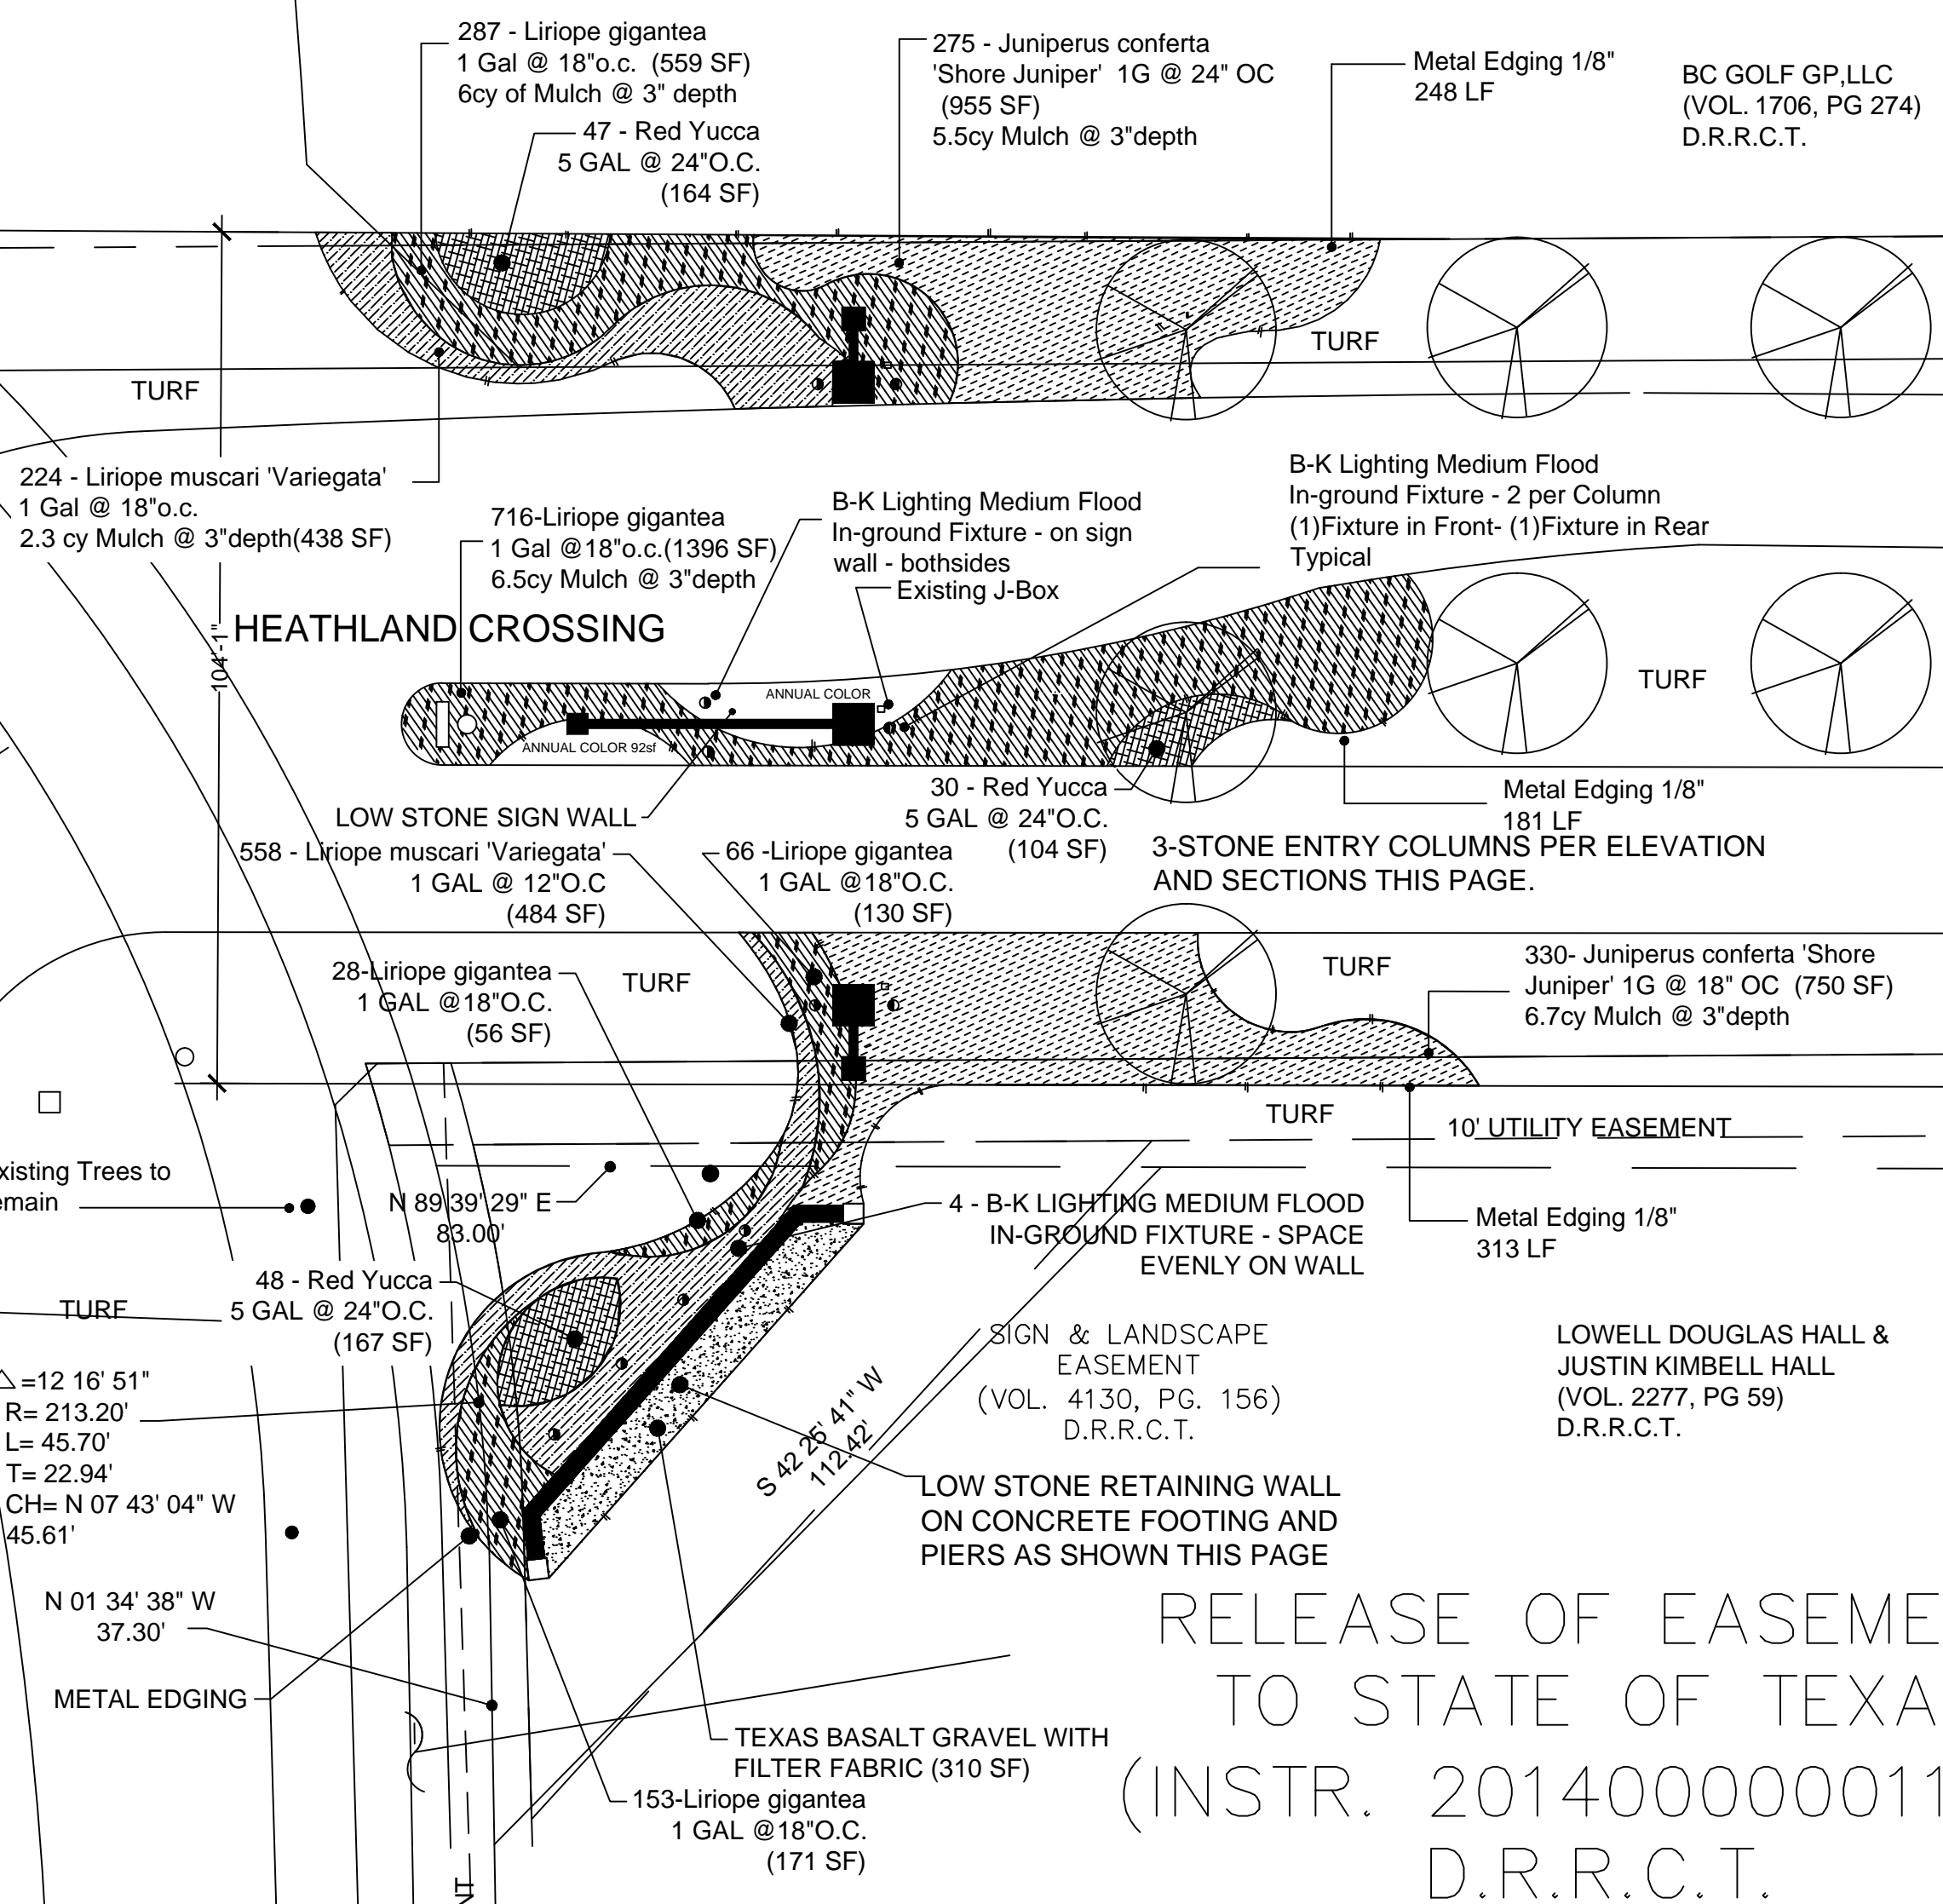 287 - Liriope gigantea
1 Gal @ 18"o.c.  (559 SF)
6cy of Mulch @ 3" depth
47 - Red Yucca
5 GAL @ 24"O.C.
(164 SF)
275 - Juniperus conferta
'Shore Juniper'  1G @ 24" OC
(955 SF)
5.5cy Mulch @ 3"depth
Metal Edging 1/8"
248 LF
BC GOLF GP,LLC
(VOL. 1706, PG 274)
D.R.R.C.T.
TURF
TURF
224 - Liriope muscari 'Variegata'
1 Gal @ 18"o.c.
2.3 cy Mulch @ 3"depth(438 SF)
716-Liriope gigantea
1 Gal @18"o.c.(1396 SF)
6.5cy Mulch @ 3"depth
B-K Lighting Medium Flood
In-ground Fixture - on sign
wall - bothsides
Existing J-Box
B-K Lighting Medium Flood
In-ground Fixture - 2 per Column
(1)Fixture in Front- (1)Fixture in Rear
Typical
104'-1"
HEATHLAND CROSSING
ANNUAL COLOR
ANNUAL COLOR 92sf
TURF
LOW STONE SIGN WALL
30 - Red Yucca
5 GAL @ 24"O.C.
(104 SF)
Metal Edging 1/8"
181 LF
3-STONE ENTRY COLUMNS PER ELEVATION
AND SECTIONS THIS PAGE.
558 - Liriope muscari 'Variegata'
1 GAL @ 12"O.C
(484 SF)
66 -Liriope gigantea
1 GAL @18"O.C.
(130 SF)
28-Liriope gigantea
1 GAL @18"O.C.
(56 SF)
TURF
TURF
330- Juniperus conferta 'Shore
Juniper' 1G @ 18" OC  (750 SF)
6.7cy Mulch @ 3"depth
TURF
10' UTILITY EASEMENT
xisting Trees to
emain
N 89 39' 29" E
83.00'
4 - B-K LIGHTING MEDIUM FLOOD
IN-GROUND FIXTURE - SPACE
EVENLY ON WALL
Metal Edging 1/8"
313 LF
TURF
48 - Red Yucca
5 GAL @ 24"O.C.
(167 SF)
SIGN & LANDSCAPE
EASEMENT
(VOL. 4130, PG. 156)
D.R.R.C.T.
LOWELL DOUGLAS HALL &
JUSTIN KIMBELL HALL
(VOL. 2277, PG 59)
D.R.R.C.T.
△=12 16' 51"
R= 213.20'
L= 45.70'
T= 22.94'
CH= N 07 43' 04" W
45.61'
S 42 25' 41" W
112.42'
LOW STONE RETAINING WALL
ON CONCRETE FOOTING AND
PIERS AS SHOWN THIS PAGE
N 01 34' 38" W
37.30'
METAL EDGING
TEXAS BASALT GRAVEL WITH
FILTER FABRIC (310 SF)
153-Liriope gigantea
1 GAL @18"O.C.
(171 SF)
RELEASE OF EASEME
TO STATE OF TEXA
(INSTR. 201400000011
D.R.R.C.T.
NT